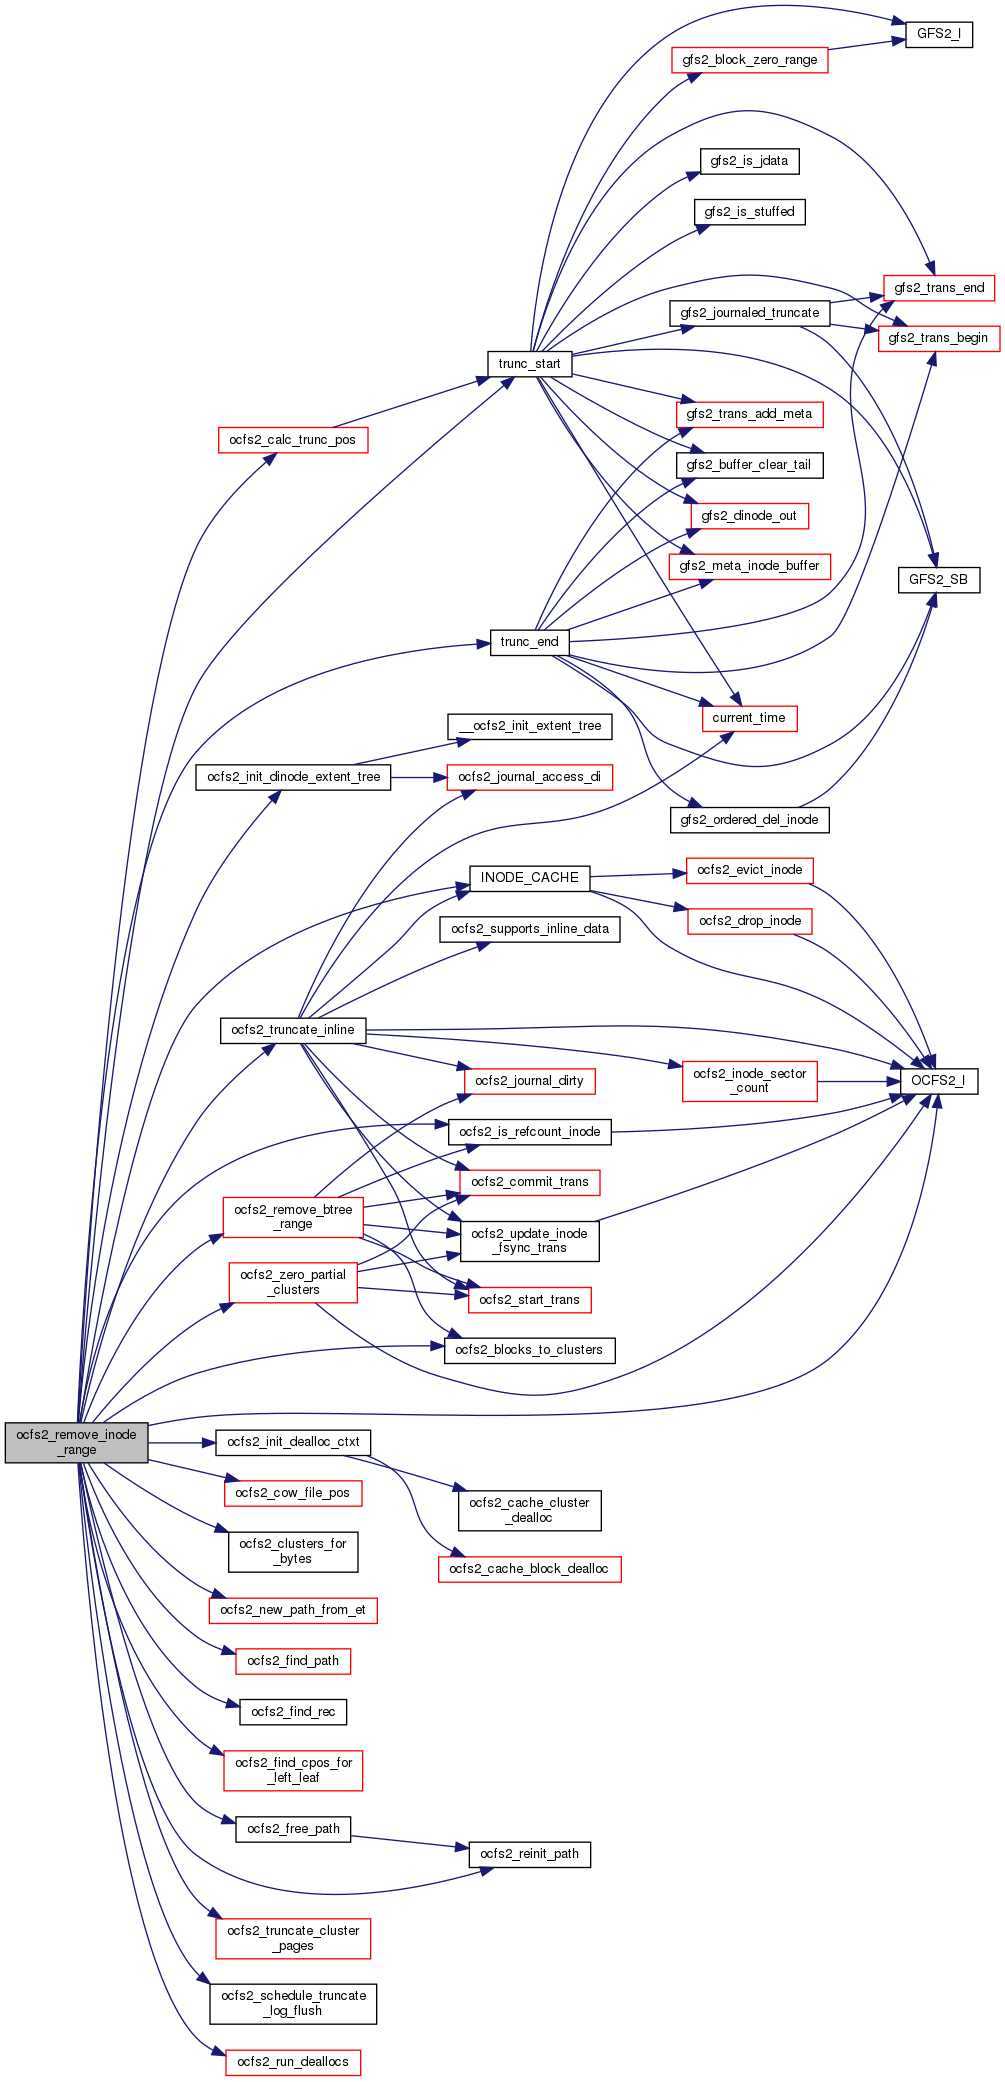 GFS2_I
gfs2_block_zero_range
gfs2_is_jdata
gfs2_is_stuffed
gfs2_trans_end
gfs2_journaled_truncate
gfs2_trans_begin
trunc_start
gfs2_trans_add_meta
ocfs2_calc_trunc_pos
gfs2_buffer_clear_tail
gfs2_dinode_out
gfs2_meta_inode_buffer
GFS2_SB
trunc_end
current_time
__ocfs2_init_extent_tree
ocfs2_init_dinode_extent_tree
ocfs2_journal_access_di
gfs2_ordered_del_inode
ocfs2_evict_inode
INODE_CACHE
ocfs2_drop_inode
ocfs2_supports_inline_data
ocfs2_truncate_inline
ocfs2_journal_dirty
ocfs2_inode_sector
_count
OCFS2_I
ocfs2_is_refcount_inode
ocfs2_commit_trans
ocfs2_remove_btree
_range
ocfs2_update_inode
_fsync_trans
ocfs2_zero_partial
_clusters
ocfs2_start_trans
ocfs2_blocks_to_clusters
ocfs2_remove_inode
_range
ocfs2_init_dealloc_ctxt
ocfs2_cow_file_pos
ocfs2_cache_cluster
_dealloc
ocfs2_clusters_for
_bytes
ocfs2_cache_block_dealloc
ocfs2_new_path_from_et
ocfs2_find_path
ocfs2_find_rec
ocfs2_find_cpos_for
_left_leaf
ocfs2_free_path
ocfs2_reinit_path
ocfs2_truncate_cluster
_pages
ocfs2_schedule_truncate
_log_flush
ocfs2_run_deallocs